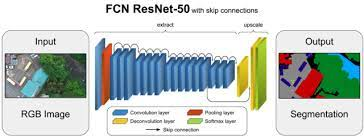 FCN ResNet-50 with skip connections
Input
extract
upscale
Output
RGB Image
Segmentation
Convolution layer
Pooling layer
Deconvolution layer
Softmax layer
Skip connection